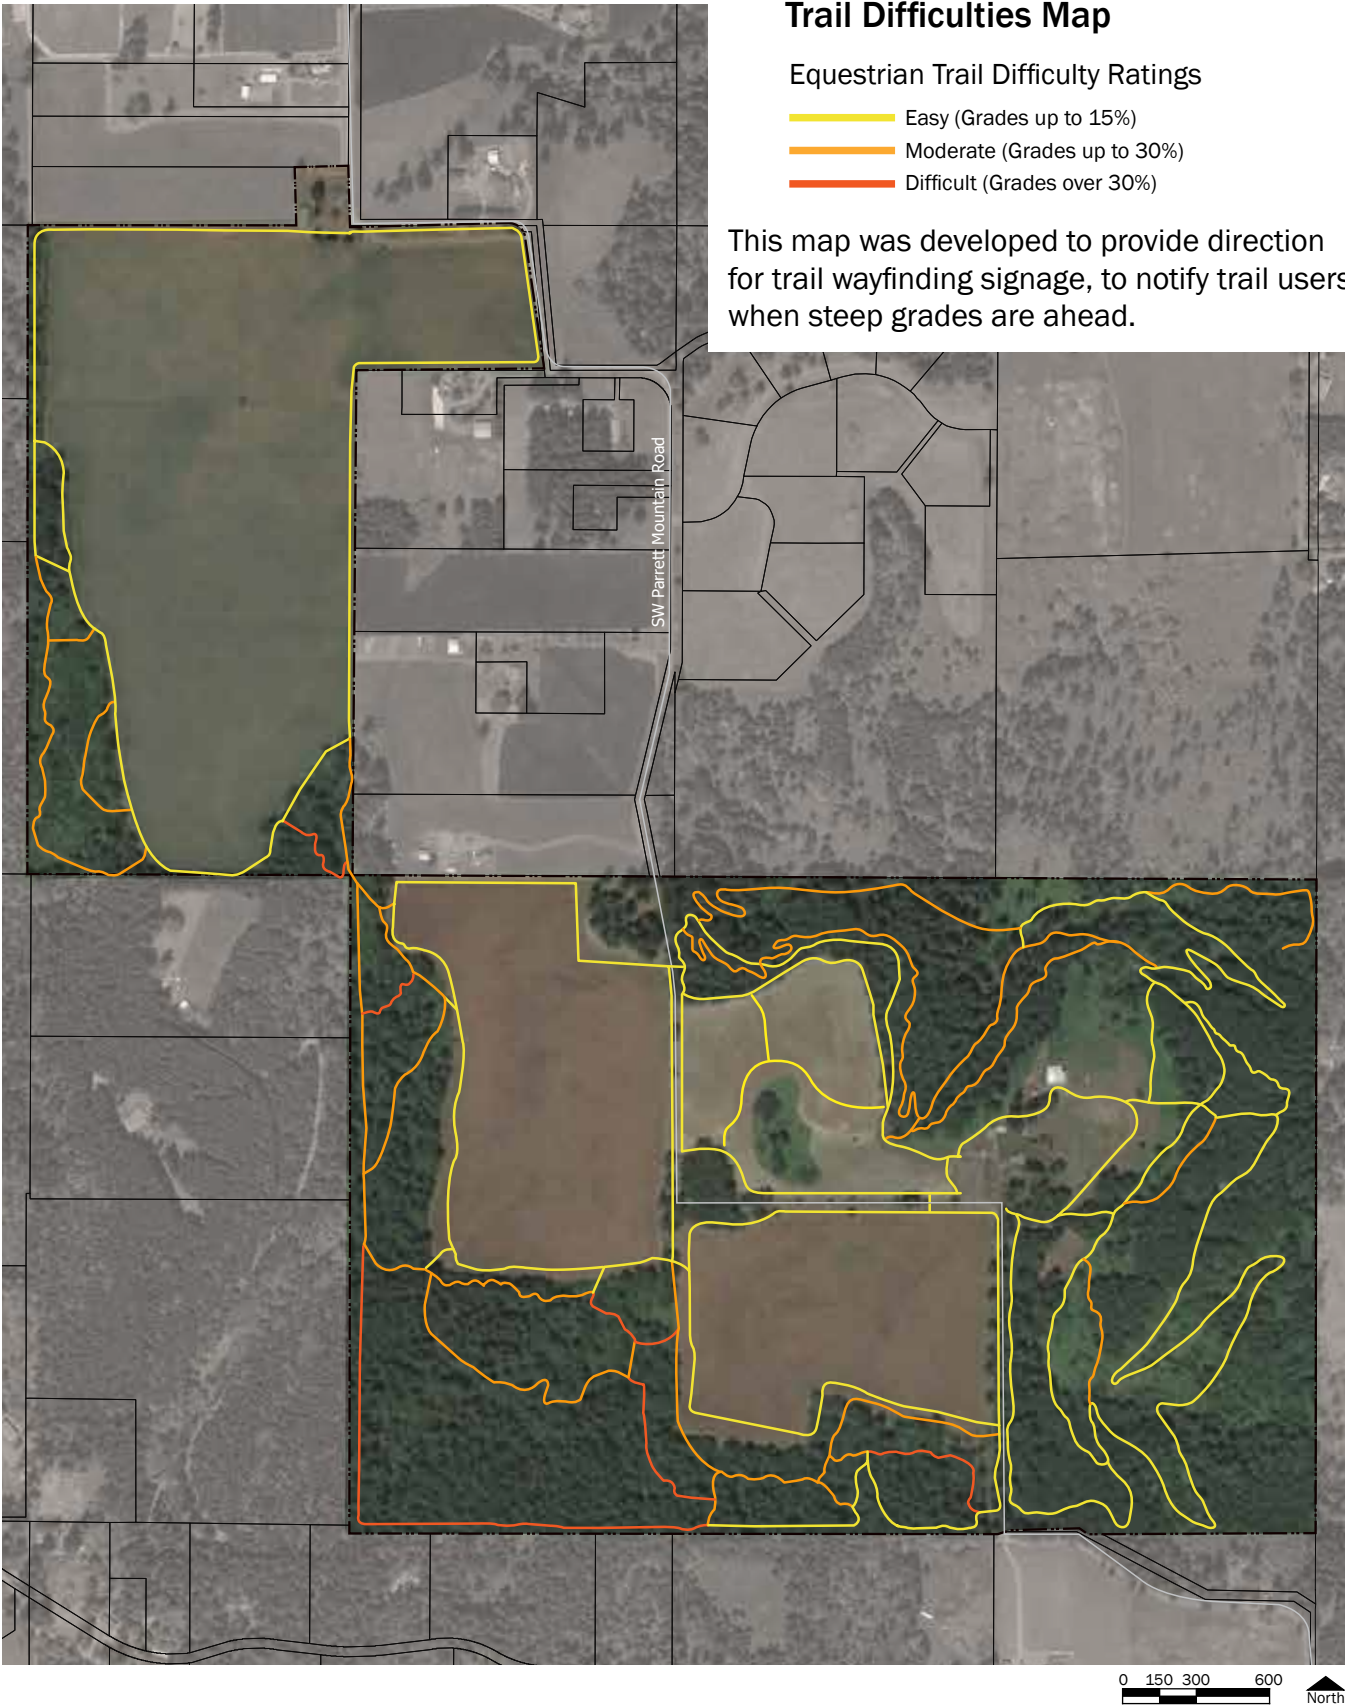 Trail Difficulties Map
Equestrian Trail Difficulty Ratings
Easy (Grades up to 15%)
Moderate (Grades up to 30%)
Difficult (Grades over 30%)
This map was developed to provide direction
for trail wayfinding signage, to notify trail users
when steep grades are ahead.
SW Parrett Mountain Road
0 150 300 600
North